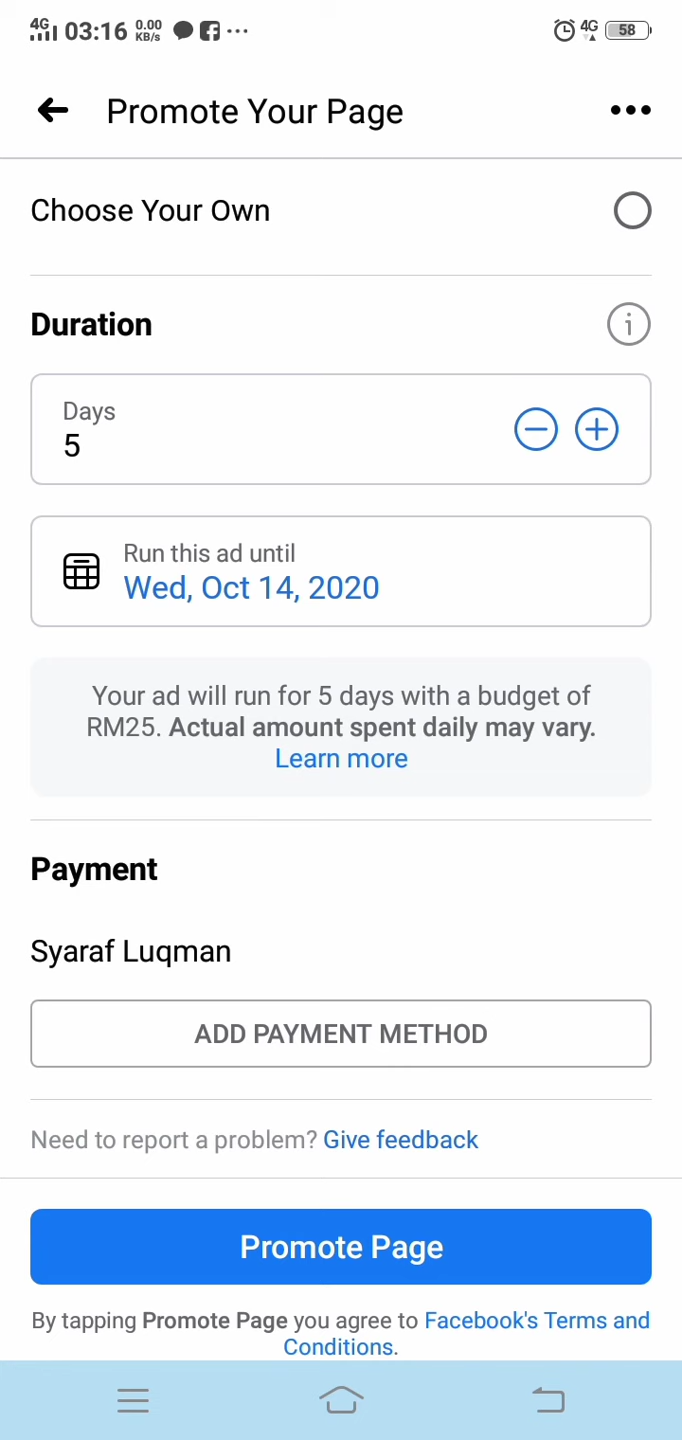 4G 03:16 0.00 KB/s 4G 58
Promote Your Page
Choose Your Own
Duration
Days
5
Run this ad until
Wed, Oct 14, 2020
Your ad will run for 5 days with a budget of
RM25. Actual amount spent daily may vary.
Learn more
Payment
Syaraf Luqman
ADD PAYMENT METHOD
Need to report a problem? Give feedback
Promote Page
By tapping Promote Page you agree to Facebook's Terms and
Conditions.